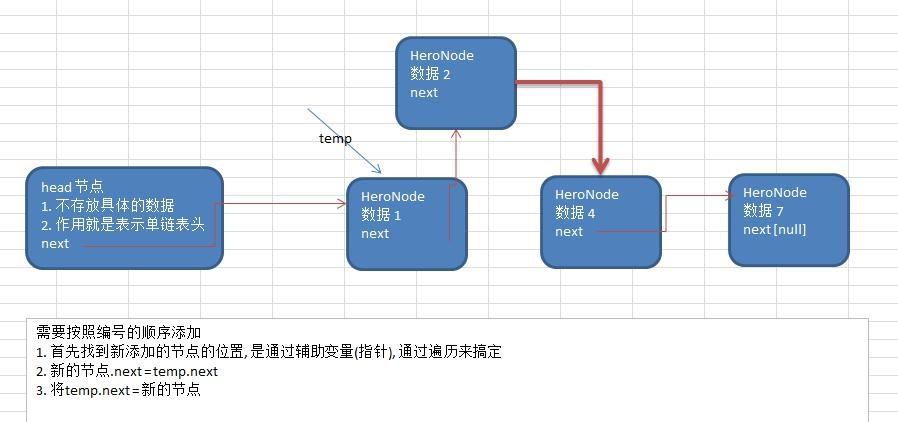 HeroNode
数据 2
next
temp
head 节点
1. 不存放具体的数据
2. 作用就是表示单链表头
next
HeroNode
数据 1
next
HeroNode
数据 4
next
HeroNode
数据 7
next [null]
需要按照编号的顺序添加
1. 首先找到新添加的节点的位置, 是通过辅助变量(指针), 通过遍历来搞定
2. 新的节点.next = temp.next
3. 将temp.next = 新的节点